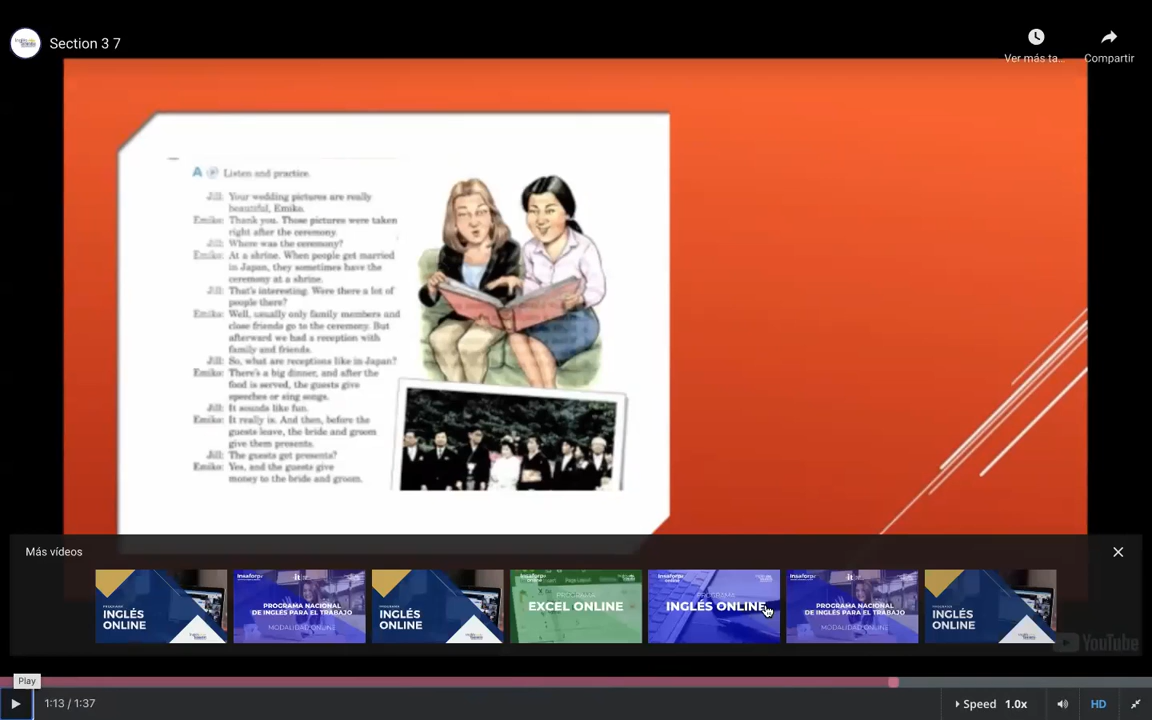 Section 3 7
Ver más ta...
Compartir
A Listen and practice.
Jill: Your wedding pictures are really
beautiful, Emiko.
Emiko: Thank you. Those pictures were taken
right after the ceremony.
Jill: Where was the ceremony?
Emiko: At a shrine. When people get married
in Japan, they sometimes have the
ceremony at a shrine.
Jill: That's interesting. Were there a lot of
people there?
Emiko: Well, usually only family members and
close friends go to the ceremony. But
afterward we had a reception with
family and friends.
Jill: So, what are receptions like in Japan?
Emiko: There's a big dinner, and after the
food is served, the guests give
speeches or sing songs.
Jill: It sounds like fun.
Emiko: It really is. And then, before the
guests leave, the bride and groom
give them presents.
Jill: The guests get presents?
Emiko: Yes, and the guests give
money to the bride and groom.
Más vídeos
INGLÉS
ONLINE
insaforp
PROGRAMA NACIONAL
DE INGLÉS PARA EL TRABAJO
MODALIDAD ONLINE
INGLÉS
ONLINE
insaforp
online
PROGRAMA
EXCEL ONLINE
insaforp
online
PROGRAMA
INGLÉS ONLINE
insaforp
PROGRAMA NACIONAL
DE INGLÉS PARA EL TRABAJO
MODALIDAD ONLINE
INGLÉS
ONLINE
YouTube
Play
1:13 / 1:37
Speed 1.0x
HD